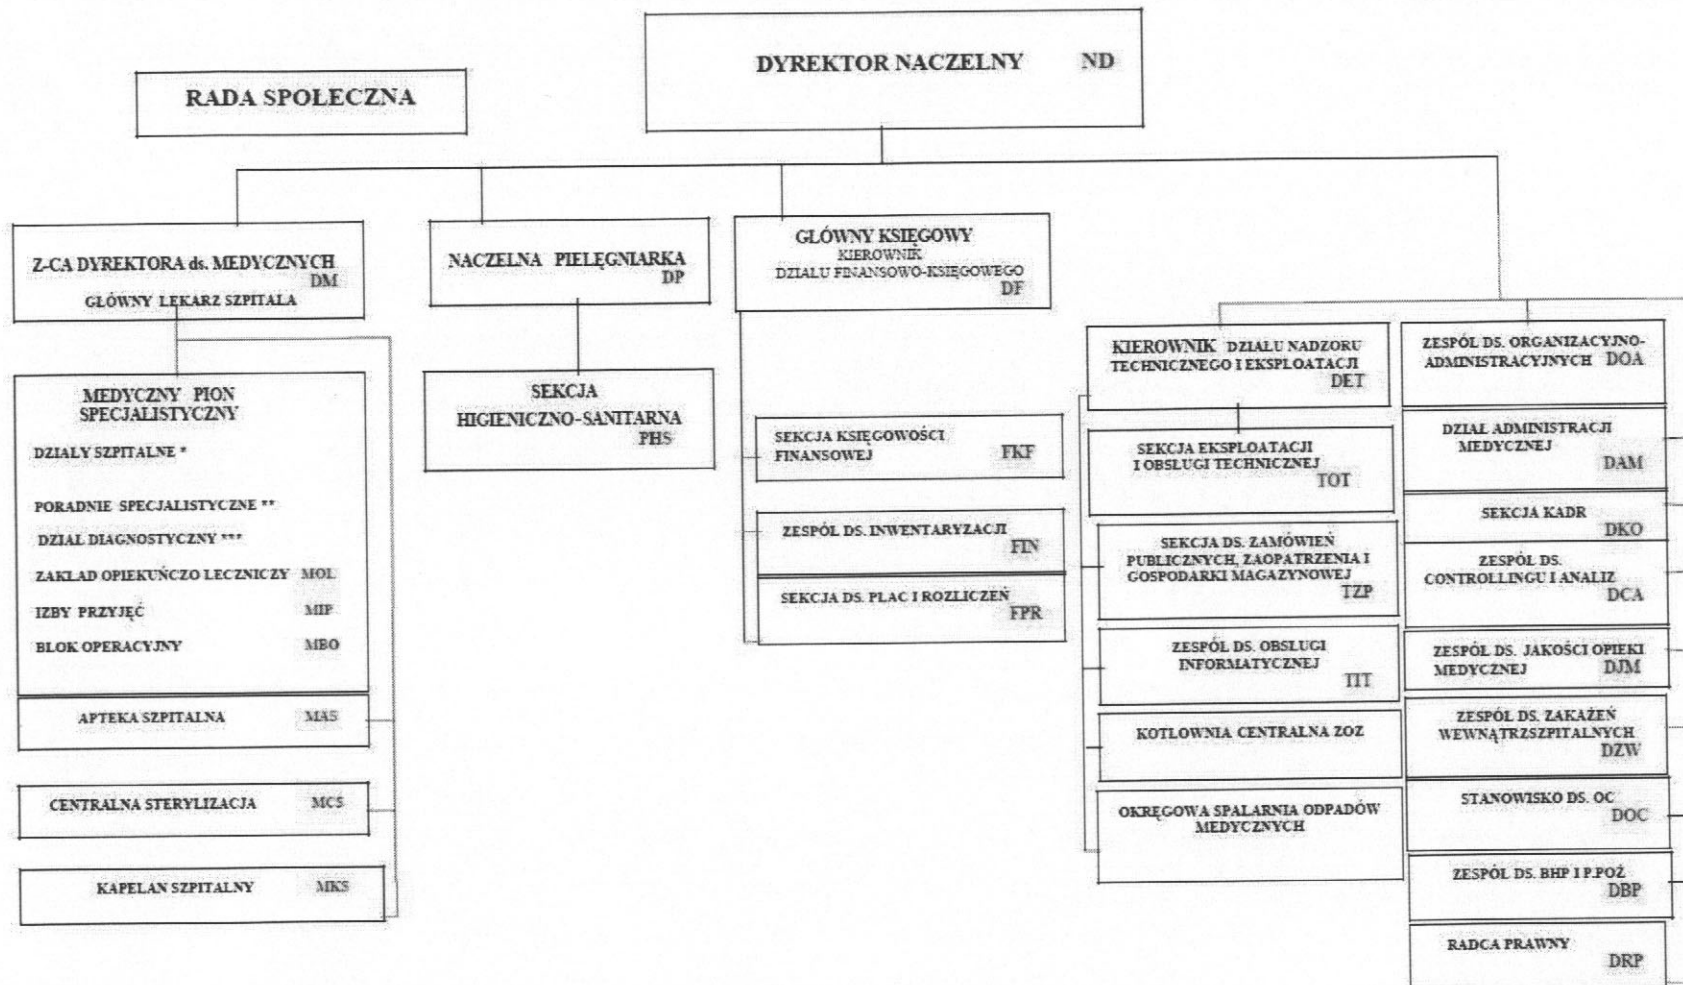 DYREKTOR NACZELNY ND
RADA SPOŁECZNA
Z-CA DYREKTORA ds. MEDYCZNYCH
DM
GŁÓWNY LEKARZ SZPITALA
NACZELNA PIELĘGNIARKA
DP
GŁÓWNY KSIĘGOWY
KIEROWNIK
DZIAŁU FINANSOWO-KSIĘGOWEGO
DF
MEDYCZNY PION
SPECJALISTYCZNY
DZIAŁY SZPITALNE *
PORADNIE SPECJALISTYCZNE **
DZIAŁ DIAGNOSTYCZNY ***
ZAKŁAD OPIEKUŃCZO LECZNICZY MOL
IZBY PRZYJĘĆ MIP
BLOK OPERACYJNY MBO
APTEKA SZPITALNA MAS
CENTRALNA STERYLIZACJA MCS
KAPELAN SZPITALNY MKS
SEKCJA
HIGIENICZNO-SANITARNA
PHS
SEKCJA KSIĘGOWOŚCI
FINANSOWEJ FKF
ZESPÓŁ DS. INWENTARYZACJI
FIN
SEKCJA DS. PŁAC I ROZLICZEŃ
FPR
KIEROWNIK DZIAŁU NADZORU
TECHNICZNEGO I EKSPLOATACJI
DET
SEKCJA EKSPLOATACJI
I OBSŁUGI TECHNICZNEJ
TOT
SEKCJA DS. ZAMÓWIEŃ
PUBLICZNYCH, ZAOPATRZENIA I
GOSPODARKI MAGAZYNOWEJ
TZP
ZESPÓŁ DS. OBSŁUGI
INFORMATYCZNEJ
TIT
KOTŁOWNIA CENTRALNA ZOZ
OKRĘGOWA SPALARNIA ODPADÓW
MEDYCZNYCH
ZESPÓŁ DS. ORGANIZACYJNO-
ADMINISTRACYJNYCH DOA
DZIAŁ ADMINISTRACJI
MEDYCZNEJ
DAM
SEKCJA KADR
DKO
ZESPÓŁ DS.
CONTROLLINGU I ANALIZ
DCA
ZESPÓŁ DS. JAKOŚCI OPIEKI
MEDYCZNEJ DJM
ZESPÓŁ DS. ZAKAŻEŃ
WEWNĄTRZSZPITALNYCH
DZW
STANOWISKO DS. OC
DOC
ZESPÓŁ DS. BHP I P.POŻ
DBP
RADCA PRAWNY
DRP